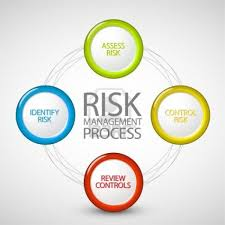 ASSESS
RISK
IDENTIFY
RISK
RISK
MANAGEMENT
PROCESS
CONTROL
RISK
REVIEW
CONTROLS